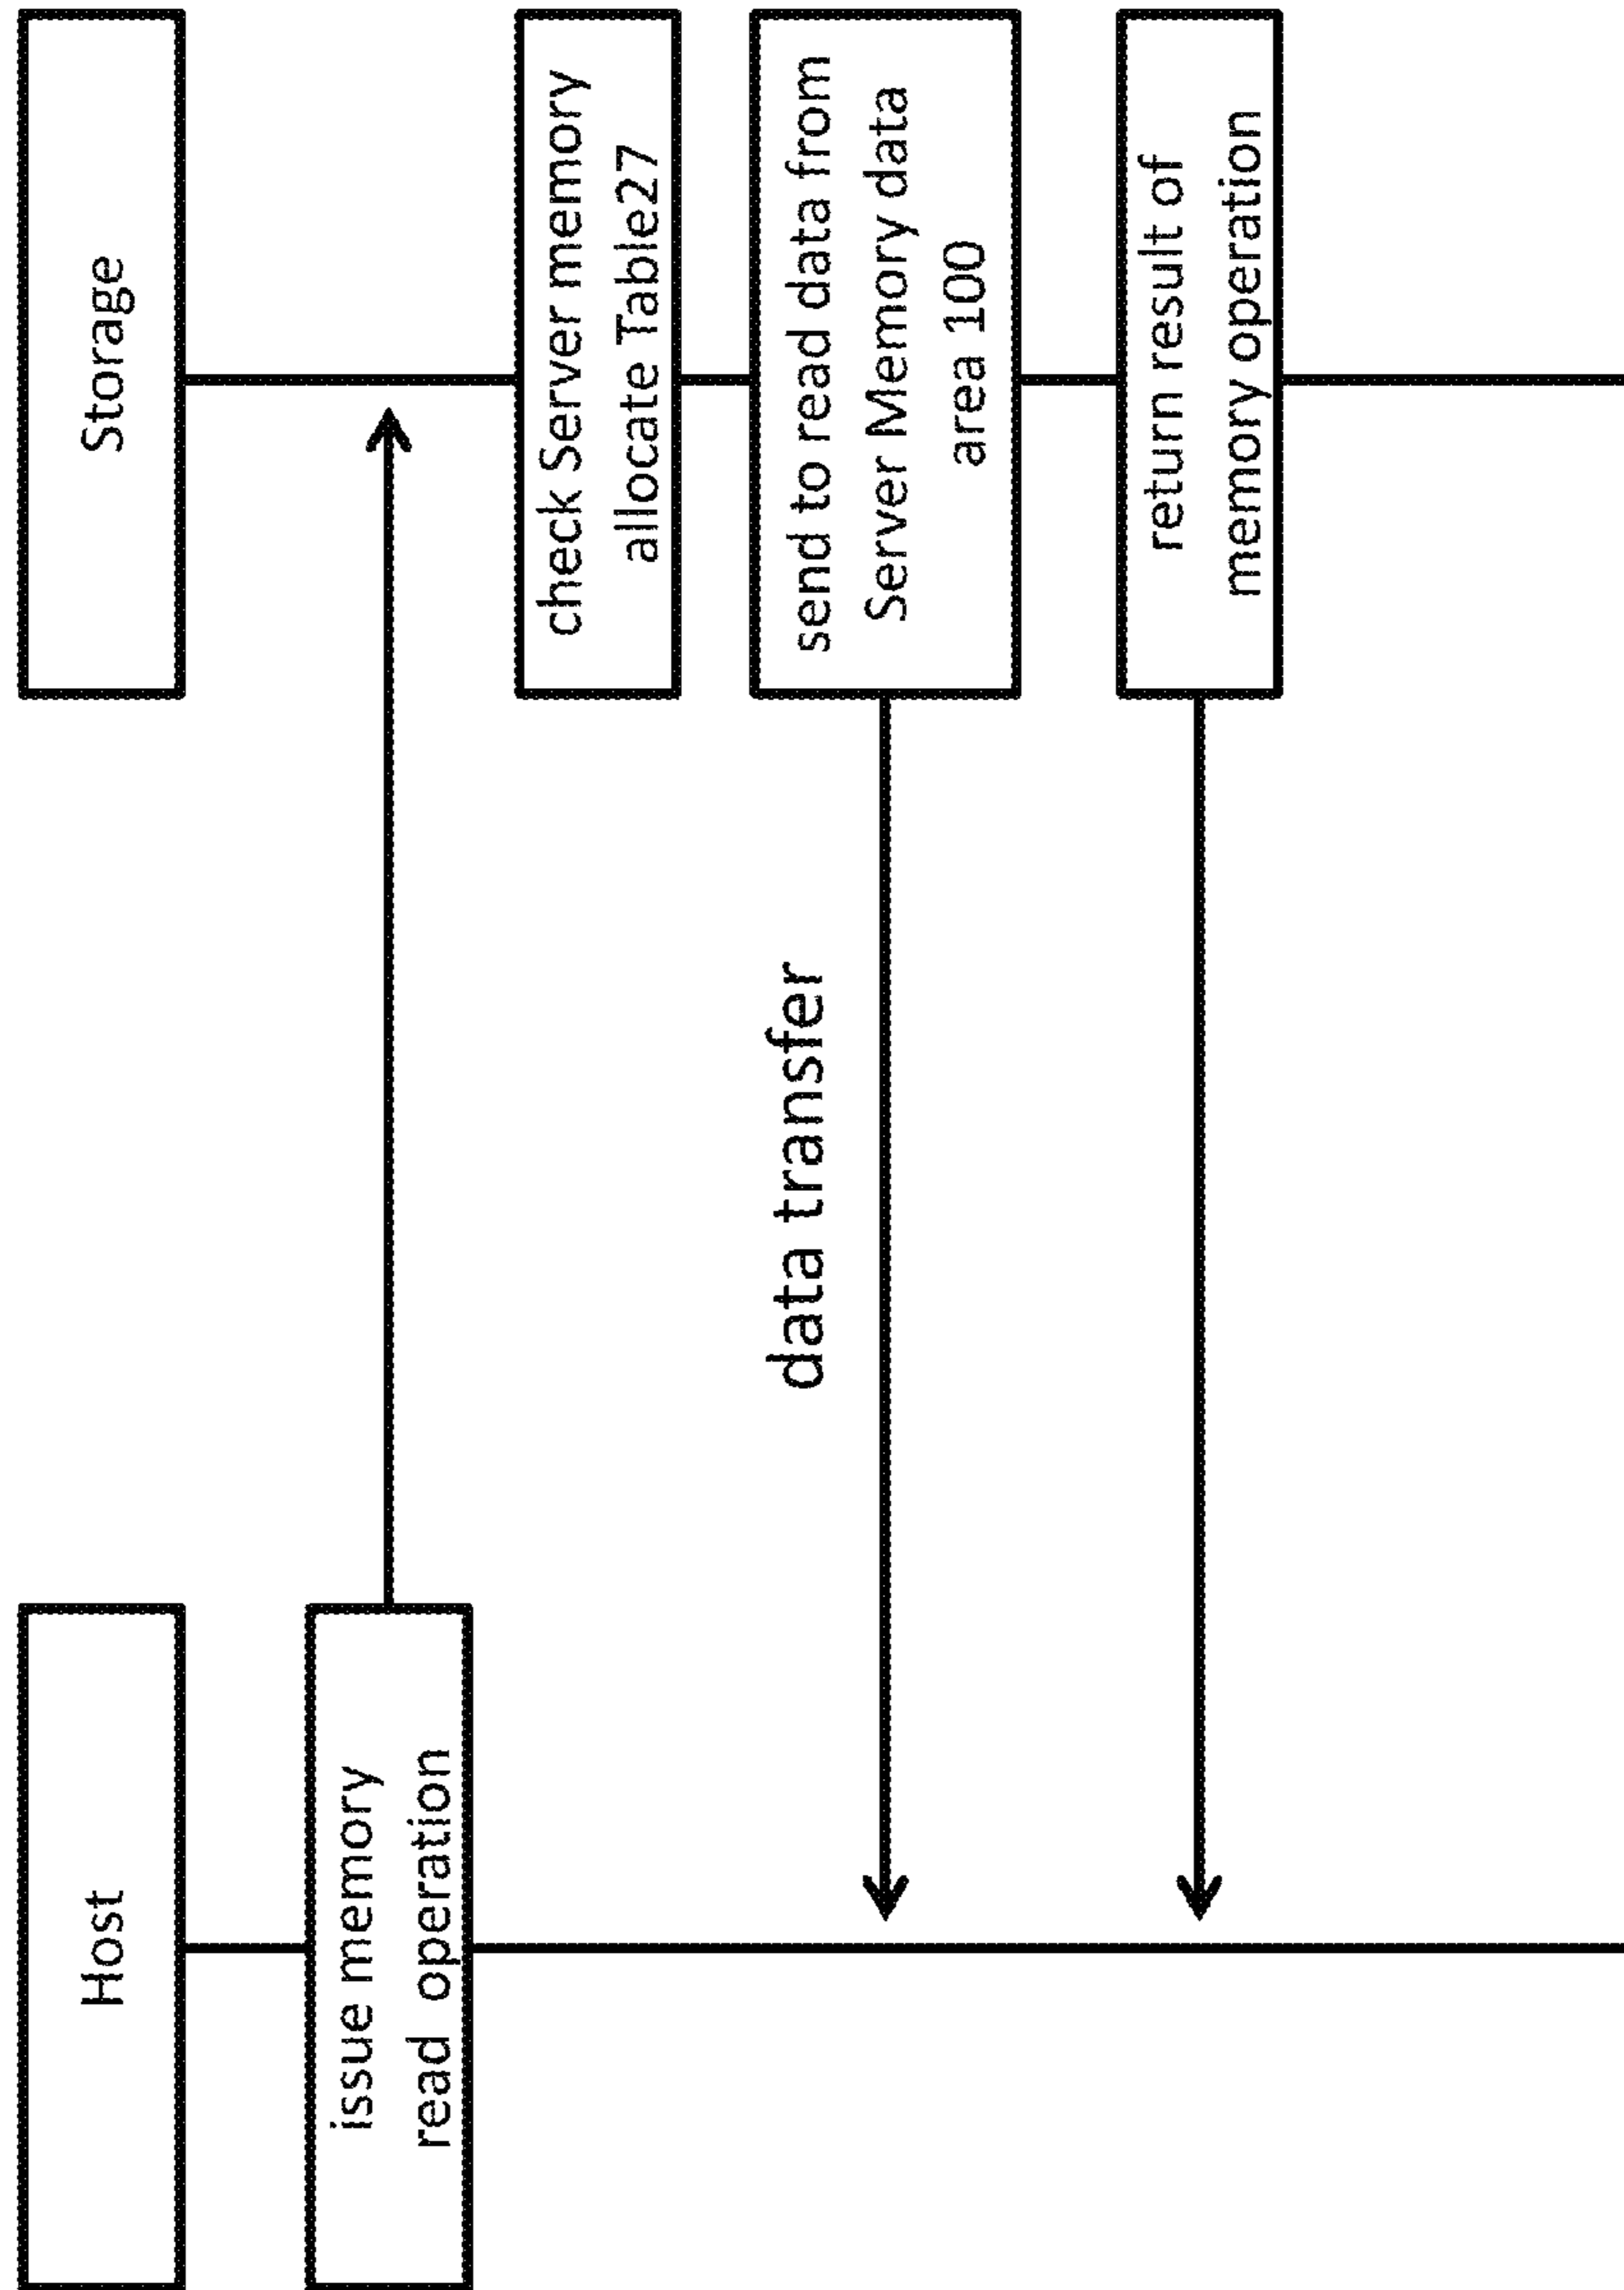 Host
Storage
issue memory
read operation
check Server memory
allocate Table27
data transfer
send to read data from
Server Memory data
area 100
return result of
memory operation